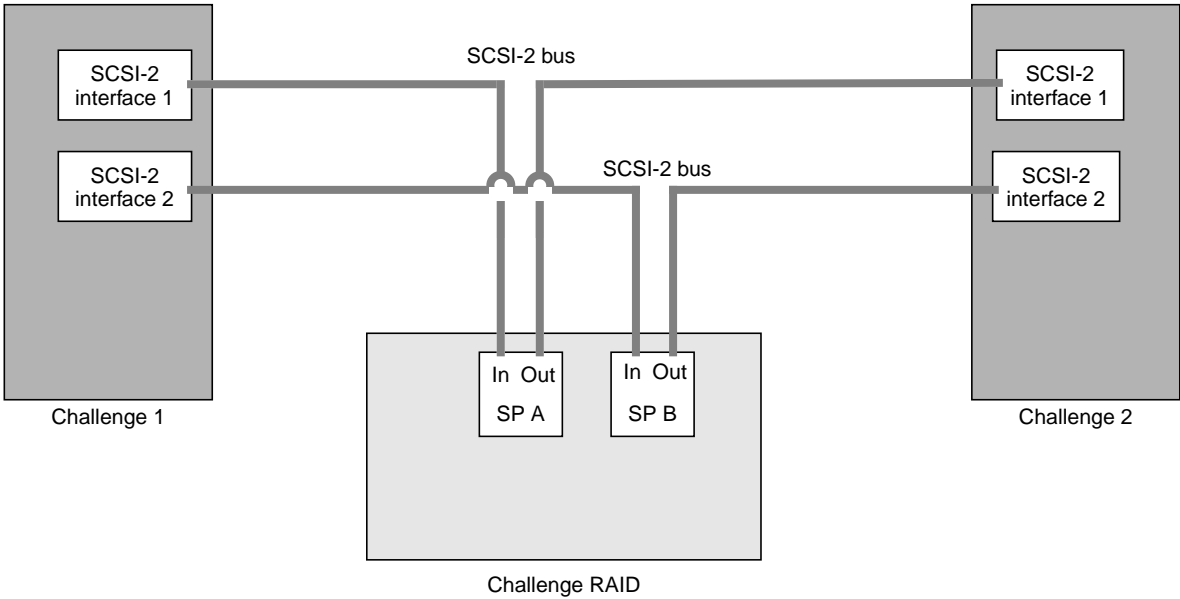 SCSI-2 bus
SCSI-2
interface 1
SCSI-2
interface 1
SCSI-2
interface 2
SCSI-2 bus
SCSI-2
interface 2
In Out
SP A
In Out
SP B
Challenge 1
Challenge 2
Challenge RAID